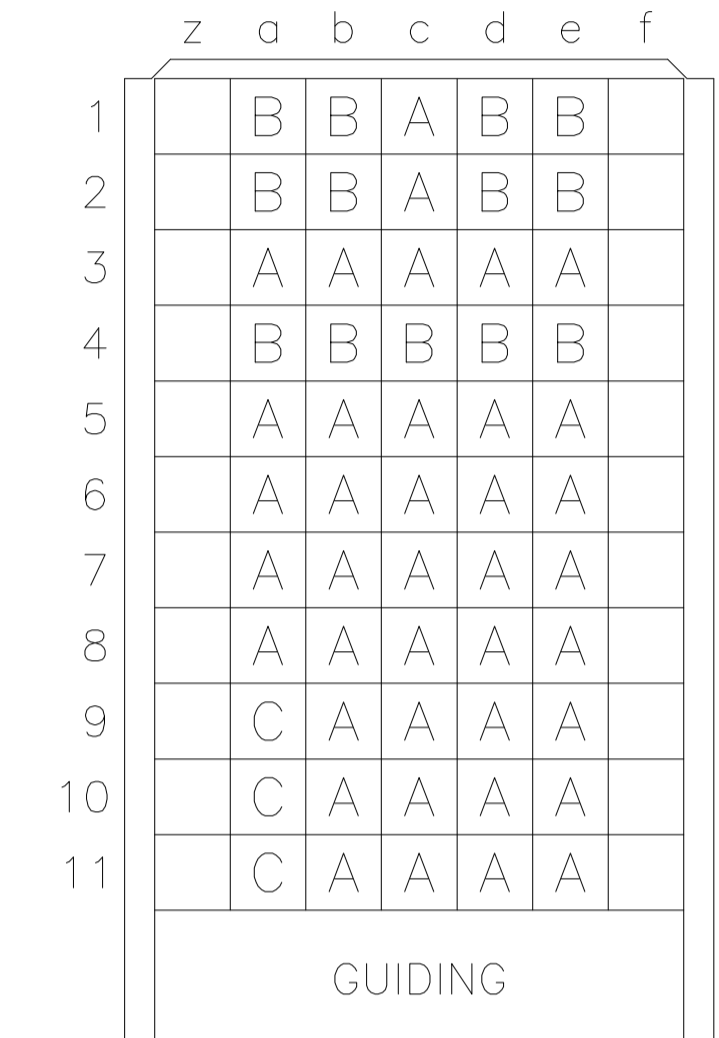 z a b c d e f
1 B B A B B
2 B B A B B
3 A A A A A
4 B B B B B
5 A A A A A
6 A A A A A
7 A A A A A
8 A A A A A
9 C A A A A
10 C A A A A
11 C A A A A
GUIDING